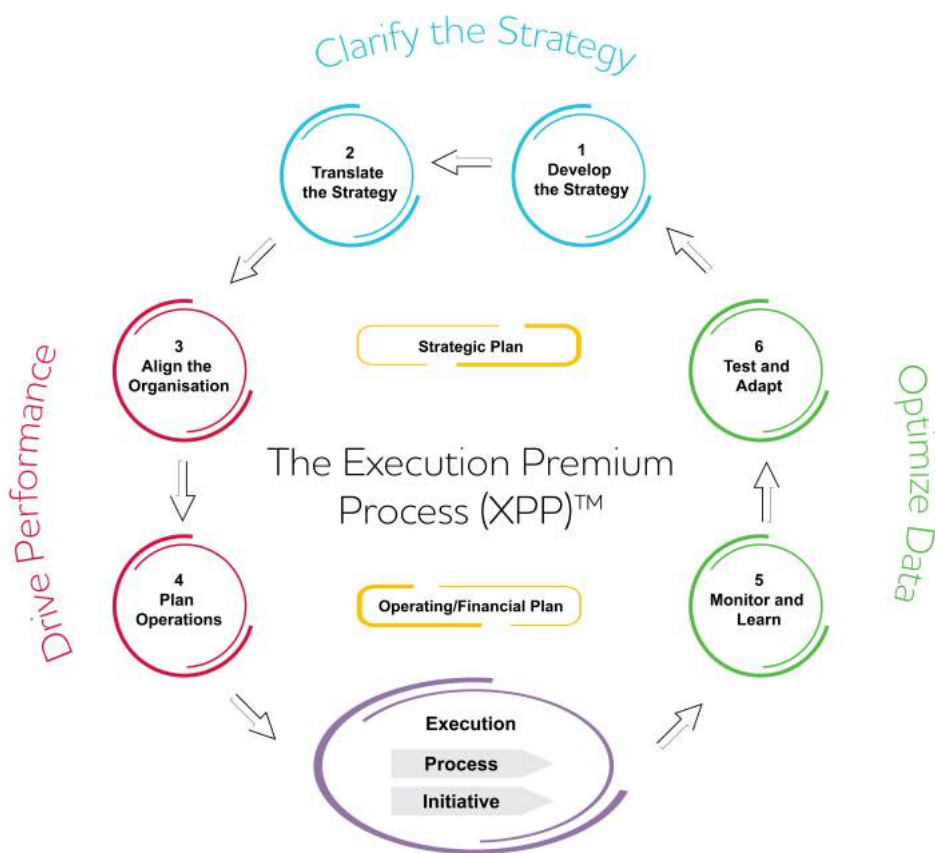 Clarify the Strategy
1
Develop
the Strategy
2
Translate
the Strategy
3
Align the
Organisation
Strategic Plan
6
Test and
Adapt
Drive Performance
Optimize Data
The Execution Premium
Process (XPP)™
4
Plan
Operations
Operating/Financial Plan
5
Monitor and
Learn
Execution
Process
Initiative